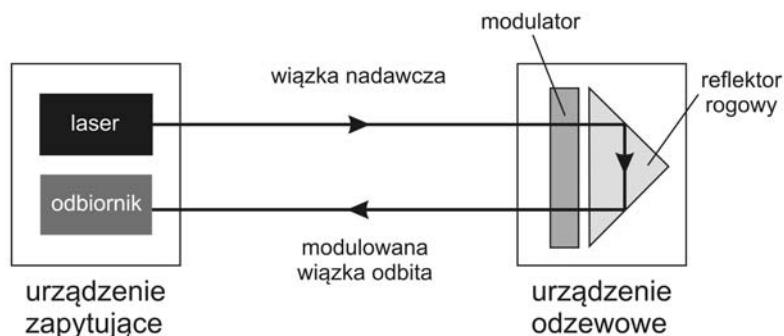 modulator
wiązka nadawcza
reflektor
rogowy
laser
odbiornik
modulowana
wiązka odbita
urządzenie
zapytujące
urządzenie
odzewowe